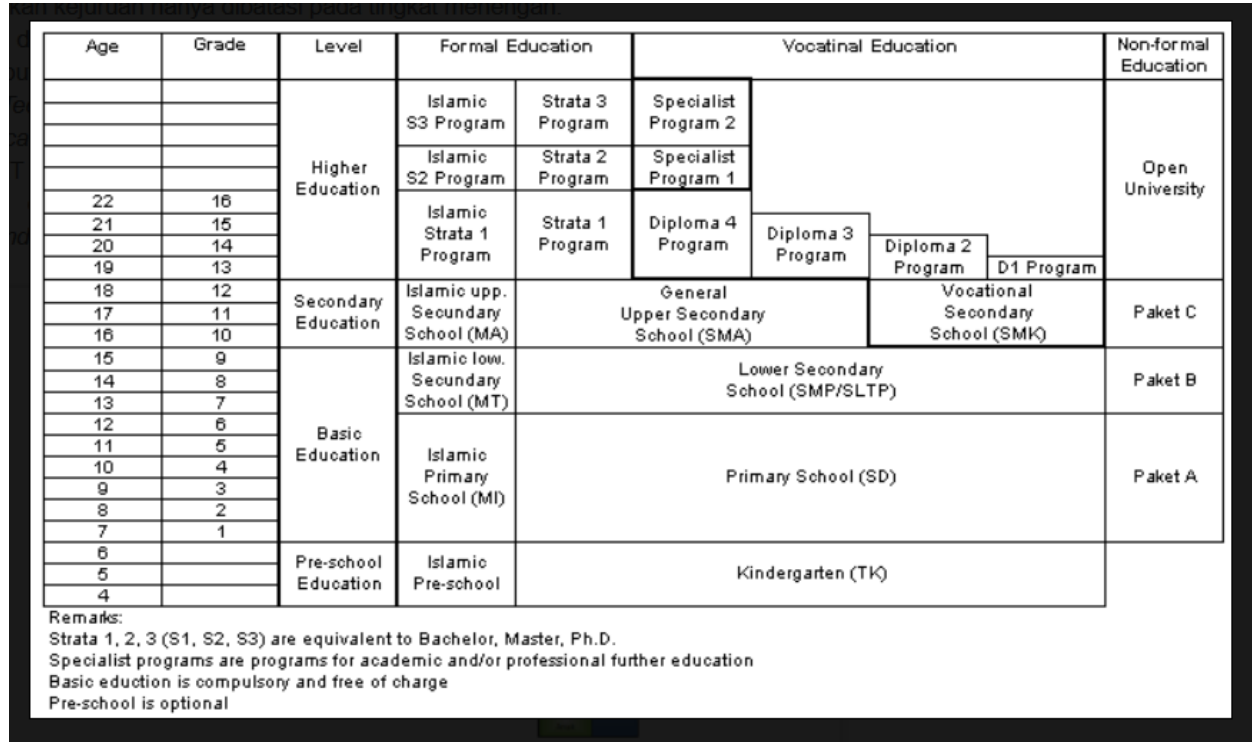 kan kejuruan hanya dibatasi pada tingkat menengah.
Age Grade Level Formal Education Vocatinal Education Non-formal
Education
Islamic Strata 3 Specialist
S3 Program Program Program 2
Islamic Strata 2 Specialist
S2 Program Program Program 1
Higher
Education
Open
University
22 16
21 15
20 14
19 13
Islamic
Strata 1
Program
Strata 1
Program
Diploma 4
Program
Diploma 3
Program
Diploma 2
Program
D1 Program
18 12
17 11
16 10
Secondary
Education
Islamic upp.
Secundary
School (MA)
General
Upper Secondary
School (SMA)
Vocational
Secondary
School (SMK)
Paket C
15 9
14 8
13 7
Islamic low.
Secundary
School (MT)
Lower Secondary
School (SMP/SLTP)
Paket B
12 6
11 5
10 4
9 3
8 2
7 1
Basic
Education
Islamic
Primary
School (MI)
Primary School (SD)
Paket A
6
5
4
Pre-school
Education
Islamic
Pre-school
Kindergarten (TK)
Remarks:
Strata 1, 2, 3 (S1, S2, S3) are equivalent to Bachelor, Master, Ph.D.
Specialist programs are programs for academic and/or professional further education
Basic eduction is compulsory and free of charge
Pre-school is optional